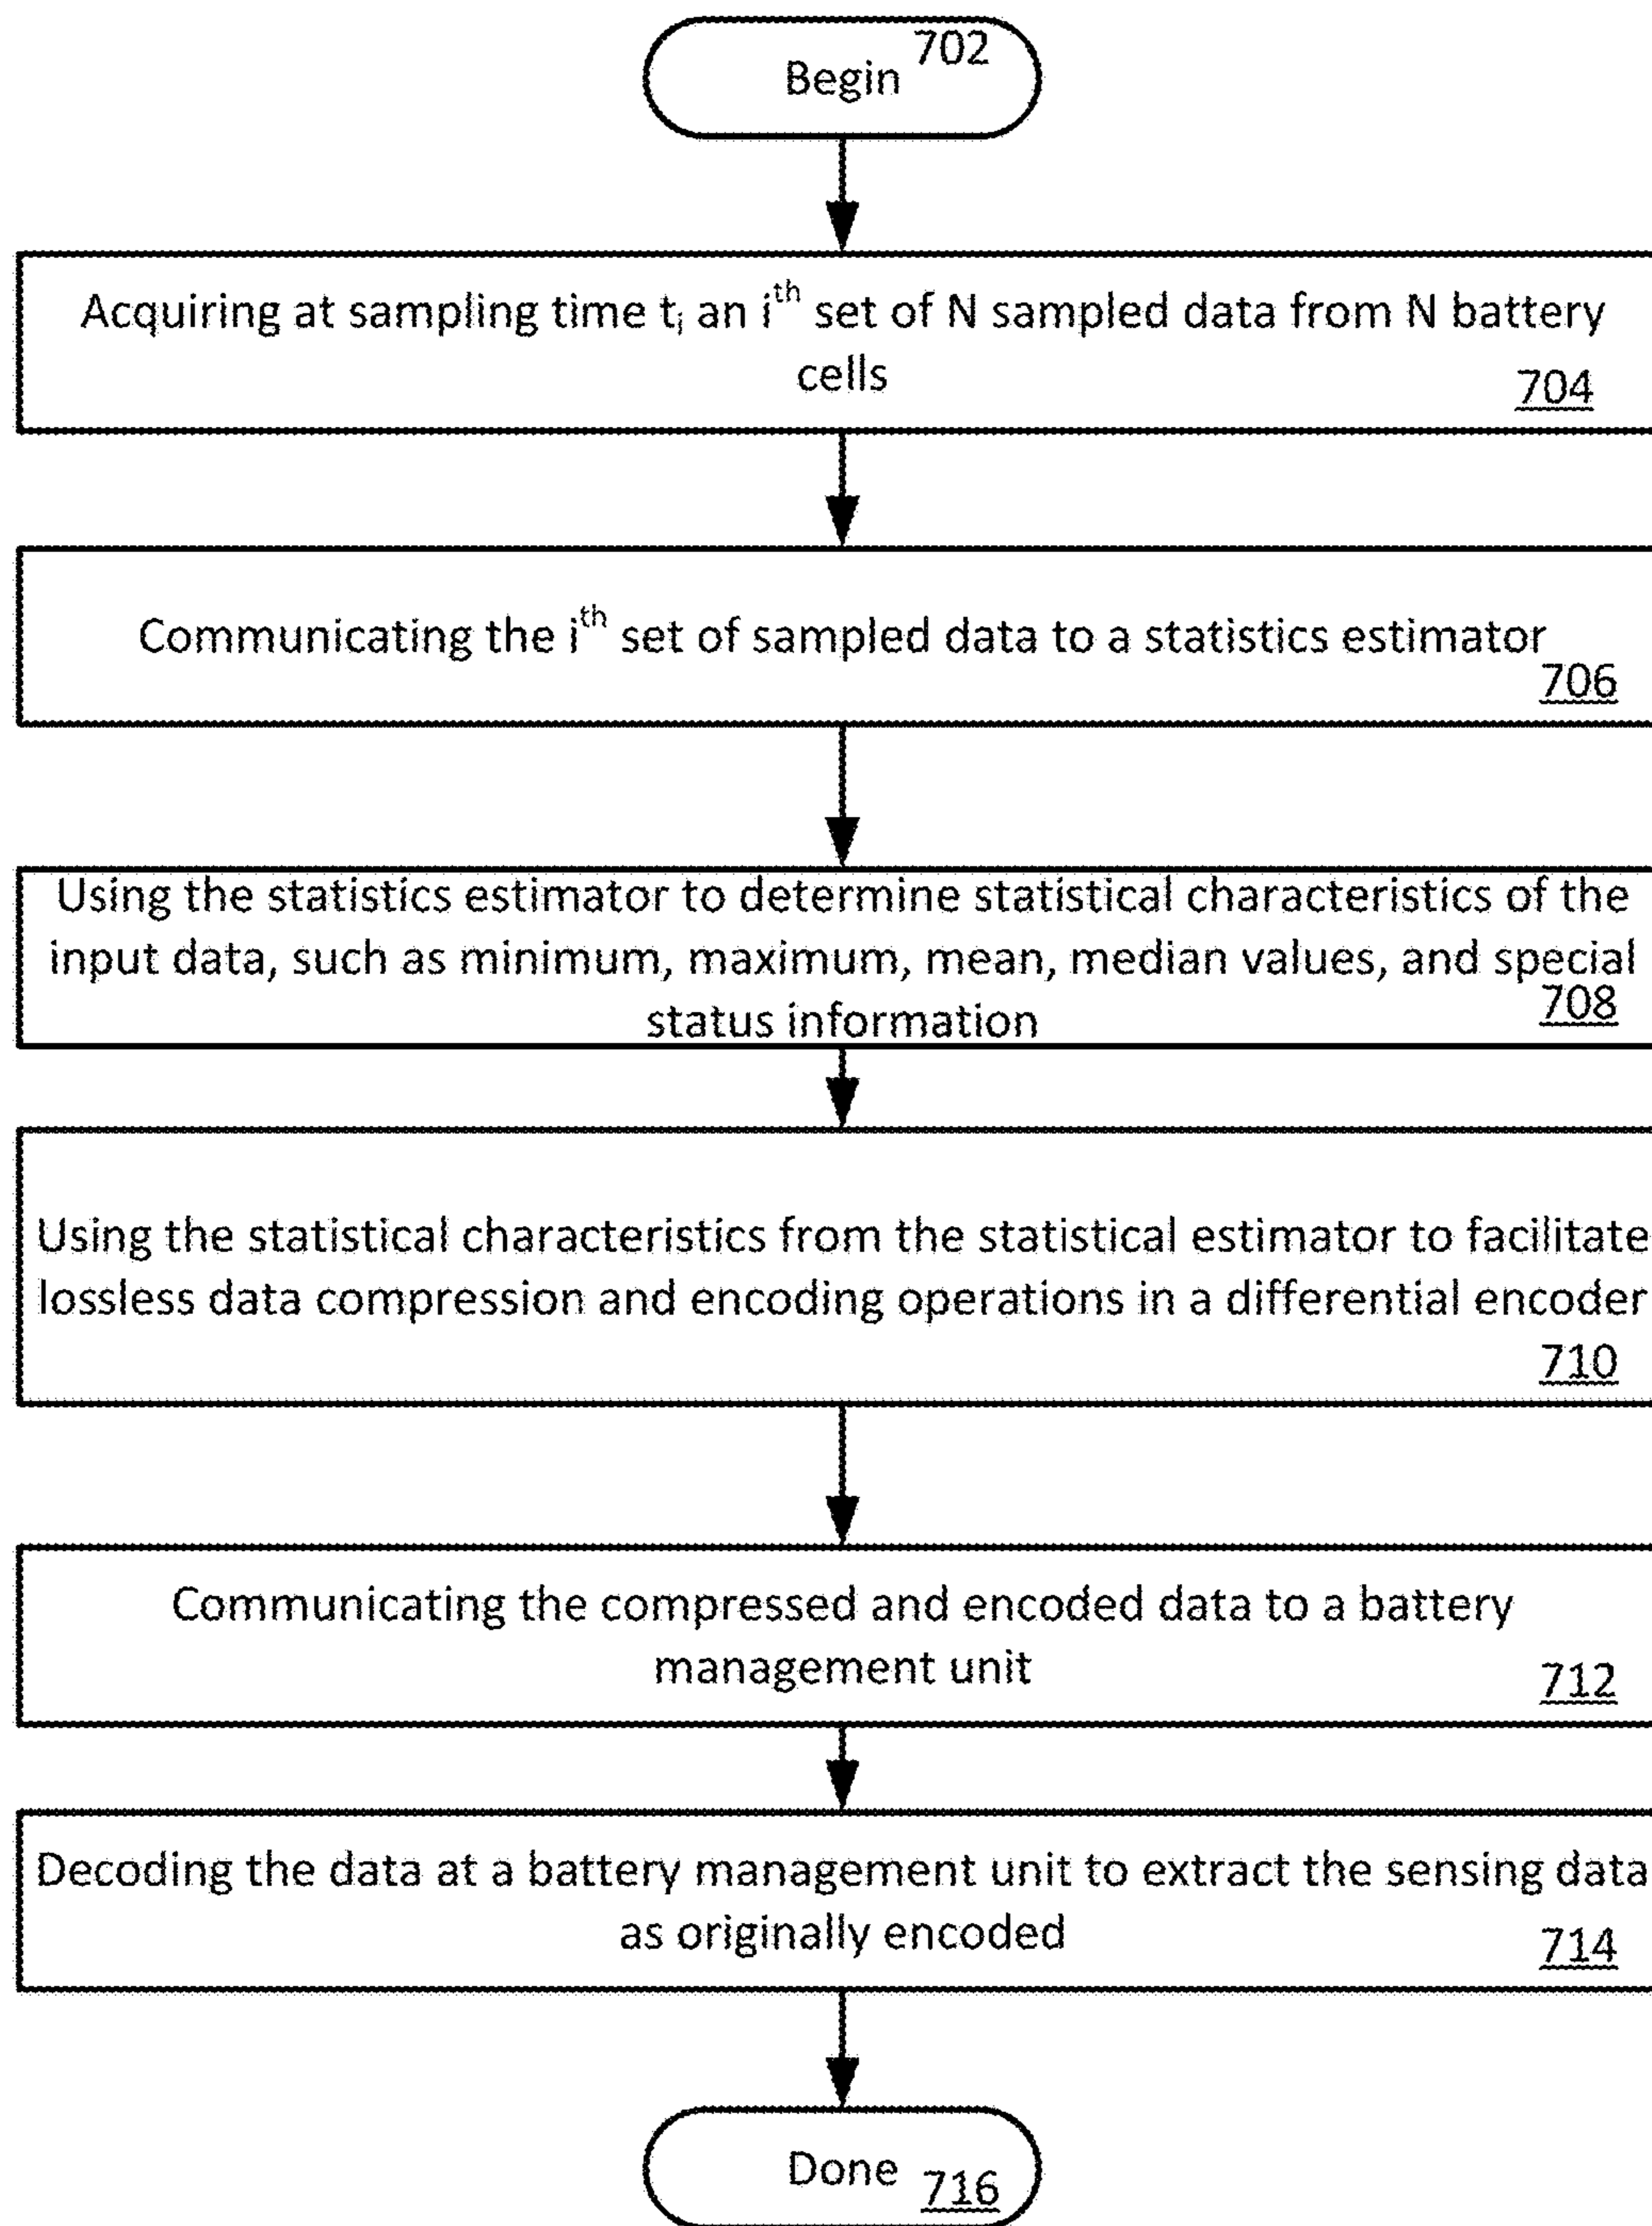 Begin 702
Acquiring at sampling time tᵢ an iᵗʰ set of N sampled data from N battery
cells 704
Communicating the iᵗʰ set of sampled data to a statistics estimator
706
Using the statistics estimator to determine statistical characteristics of the
input data, such as minimum, maximum, mean, median values, and special
status information 708
Using the statistical characteristics from the statistical estimator to facilitate
lossless data compression and encoding operations in a differential encoder
710
Communicating the compressed and encoded data to a battery
management unit 712
Decoding the data at a battery management unit to extract the sensing data
as originally encoded 714
Done 716